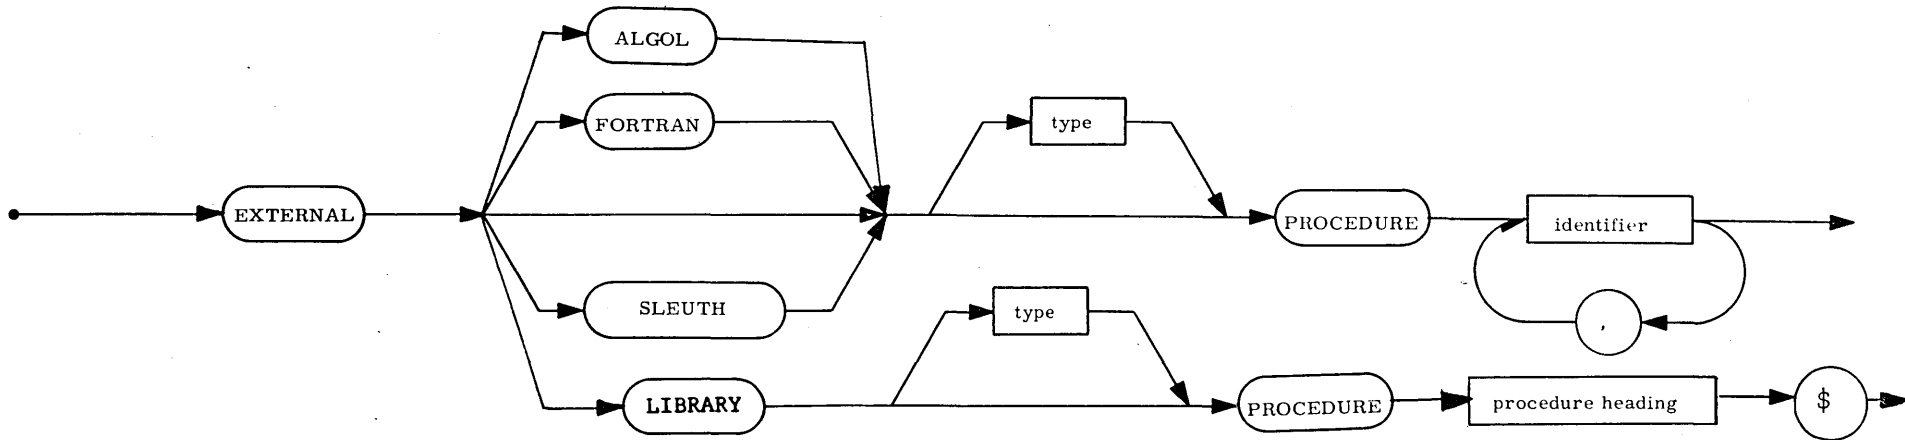 ALGOL
FORTRAN
type
EXTERNAL
PROCEDURE
identifier
SLEUTH
type
,
LIBRARY
PROCEDURE
procedure heading
$